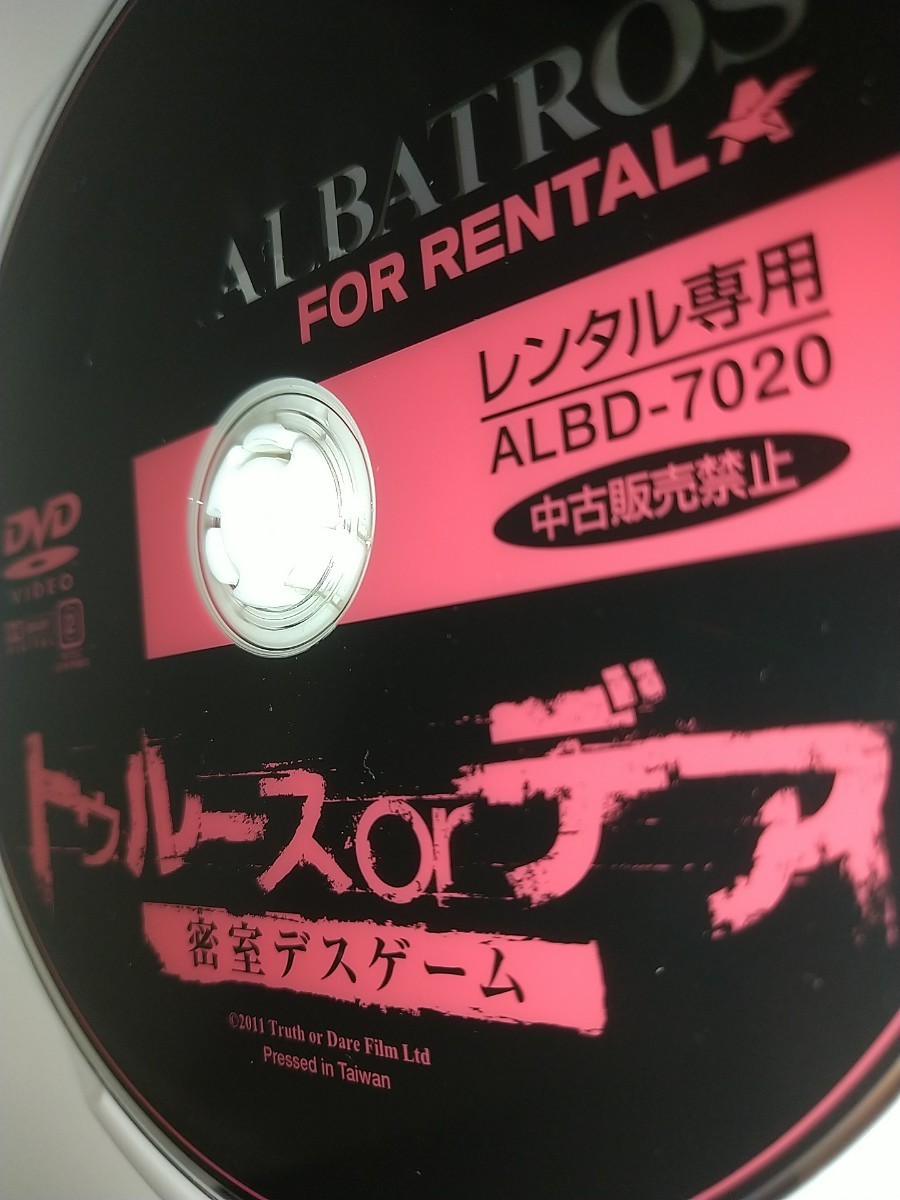 ALBATROS
FOR RENTAL
レンタル専用
ALBD-7020
中古販売禁止
DVD
VIDEO
2
トゥルース or デア
密室デスゲーム
©2011 Truth or Dare Film Ltd
Pressed in Taiwan